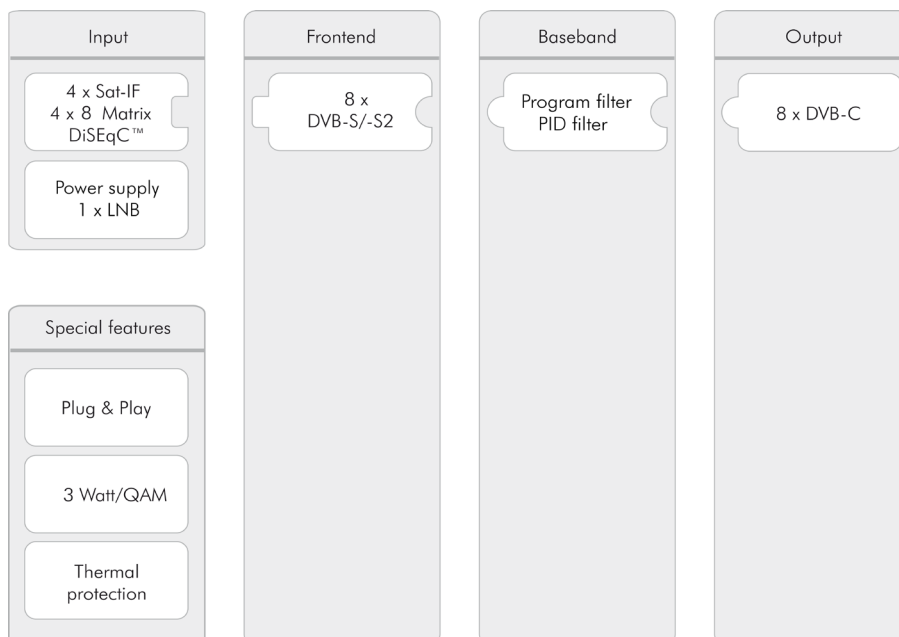 Input
4 x Sat-IF
4 x 8 Matrix
DiSEqC™
Power supply
1 x LNB
Special features
Plug & Play
3 Watt/QAM
Thermal
protection
Frontend
8 x
DVB-S/-S2
Baseband
Program filter
PID filter
Output
8 x DVB-C